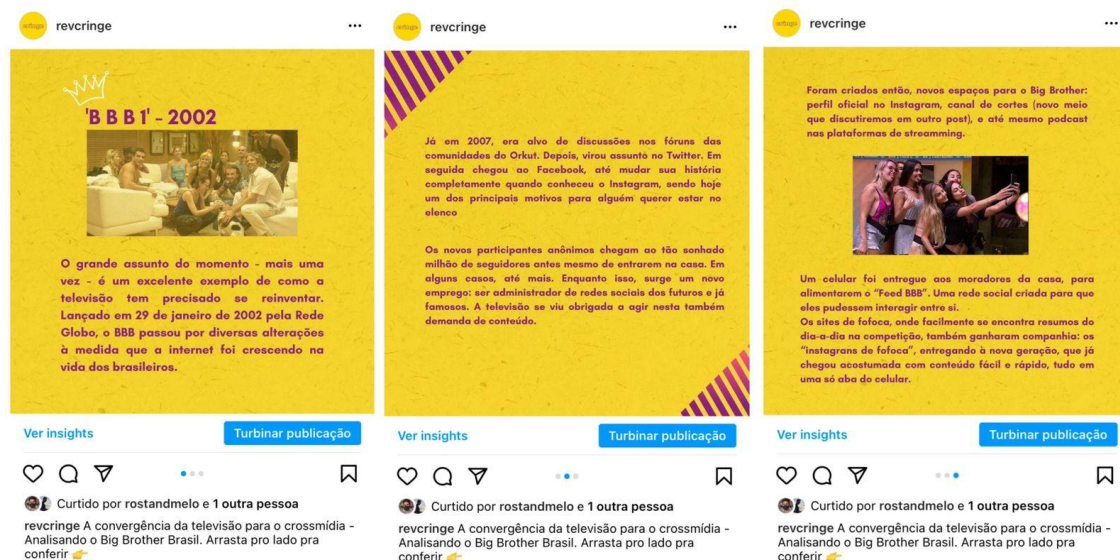 revcringe
'B B B 1' - 2002
O grande assunto do momento - mais uma
vez - é um excelente exemplo de como a
televisão tem precisado se reinventar.
Lançado em 29 de janeiro de 2002 pela Rede
Globo, o BBB passou por diversas alterações
à medida que a internet foi crescendo na
vida dos brasileiros.
Ver insights
Turbinar publicação
Curtido por rostandmelo e 1 outra pessoa
revcringe A convergência da televisão para o crossmídia -
Analisando o Big Brother Brasil. Arrasta pro lado pra
conferir 👉
revcringe
Já em 2007, era alvo de discussões nos fóruns das
comunidades do Orkut. Depois, virou assunto no Twitter. Em
seguida chegou ao Facebook, até mudar sua história
completamente quando conheceu o Instagram, sendo hoje
um dos principais motivos para alguém querer estar no
elenco
Os novos participantes anônimos chegam ao tão sonhado
milhão de seguidores antes mesmo de entrarem na casa. Em
alguns casos, até mais. Enquanto isso, surge um novo
emprego: ser administrador de redes sociais dos futuros e já
famosos. A televisão se viu obrigada a agir nesta também
demanda de conteúdo.
Ver insights
Turbinar publicação
Curtido por rostandmelo e 1 outra pessoa
revcringe A convergência da televisão para o crossmídia -
Analisando o Big Brother Brasil. Arrasta pro lado pra
conferir 👉
revcringe
Foram criados então, novos espaços para o Big Brother:
perfil oficial no Instagram, canal de cortes (novo meio
que discutiremos em outro post), e até mesmo podcast
nas plataformas de streamming.
Um celular foi entregue aos moradores da casa, para
alimentarem o "Feed BBB". Uma rede social criada para que
eles pudessem interagir entre si.
Os sites de fofoca, onde facilmente se encontra resumos do
dia-a-dia na competição, também ganharam companhia: os
"instagrans de fofoca", entregando à nova geração, que já
chegou acostumada com conteúdo fácil e rápido, tudo em
uma só aba do celular.
Ver insights
Turbinar publicação
Curtido por rostandmelo e 1 outra pessoa
revcringe A convergência da televisão para o crossmídia -
Analisando o Big Brother Brasil. Arrasta pro lado pra
conferir 👉